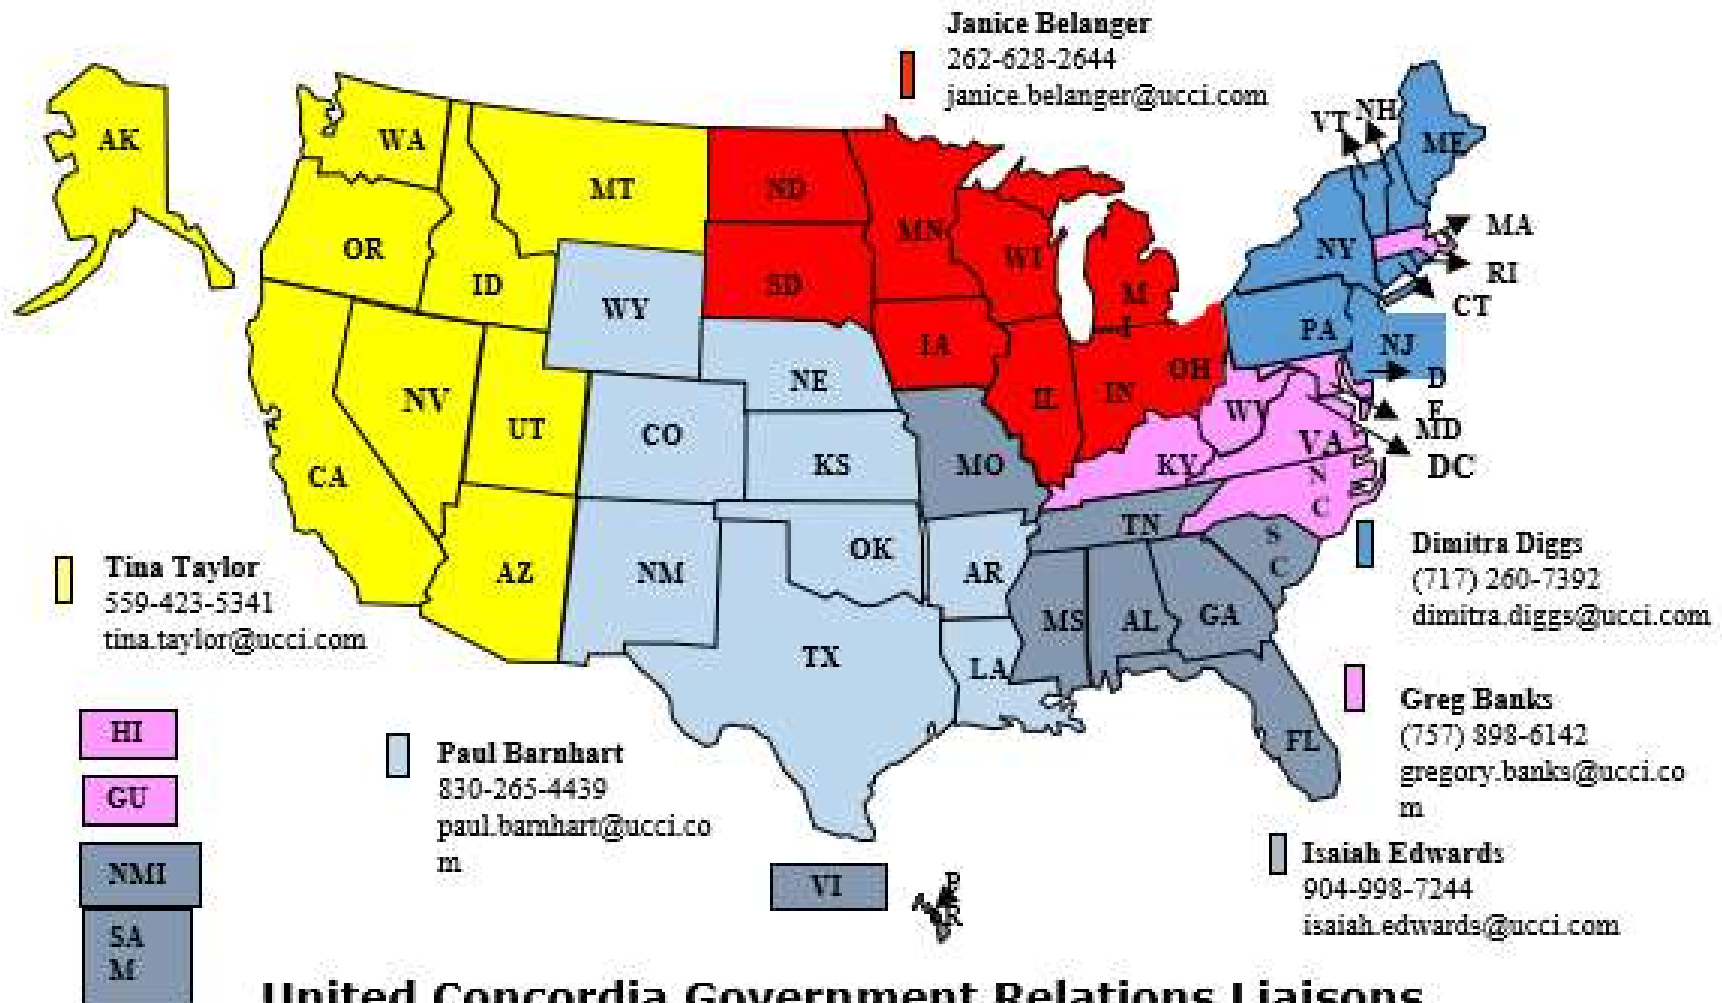 Janice Belanger
262-628-2644
janice.belanger@ucci.com
AK
WA
MT
ND
MN
VT
NH
ME
OR
ID
WY
SD
WI
M
I
NY
MA
RI
CT
NV
UT
CO
NE
IA
IL
IN
OH
PA
NJ
D
E
MD
DC
CA
KS
MO
KY
WV
VA
N
C
AZ
NM
OK
AR
TN
S
C
TX
LA
MS
AL
GA
FL
Tina Taylor
559-423-5341
tina.taylor@ucci.com
Dimitra Diggs
(717) 260-7392
dimitra.diggs@ucci.com
Greg Banks
(757) 898-6142
gregory.banks@ucci.co
m
HI
GU
NMI
SA
M
Paul Barnhart
830-265-4439
paul.barnhart@ucci.co
m
VI
Isaiah Edwards
904-998-7244
isaiah.edwards@ucci.com
United Concordia Government Relations Liaisons